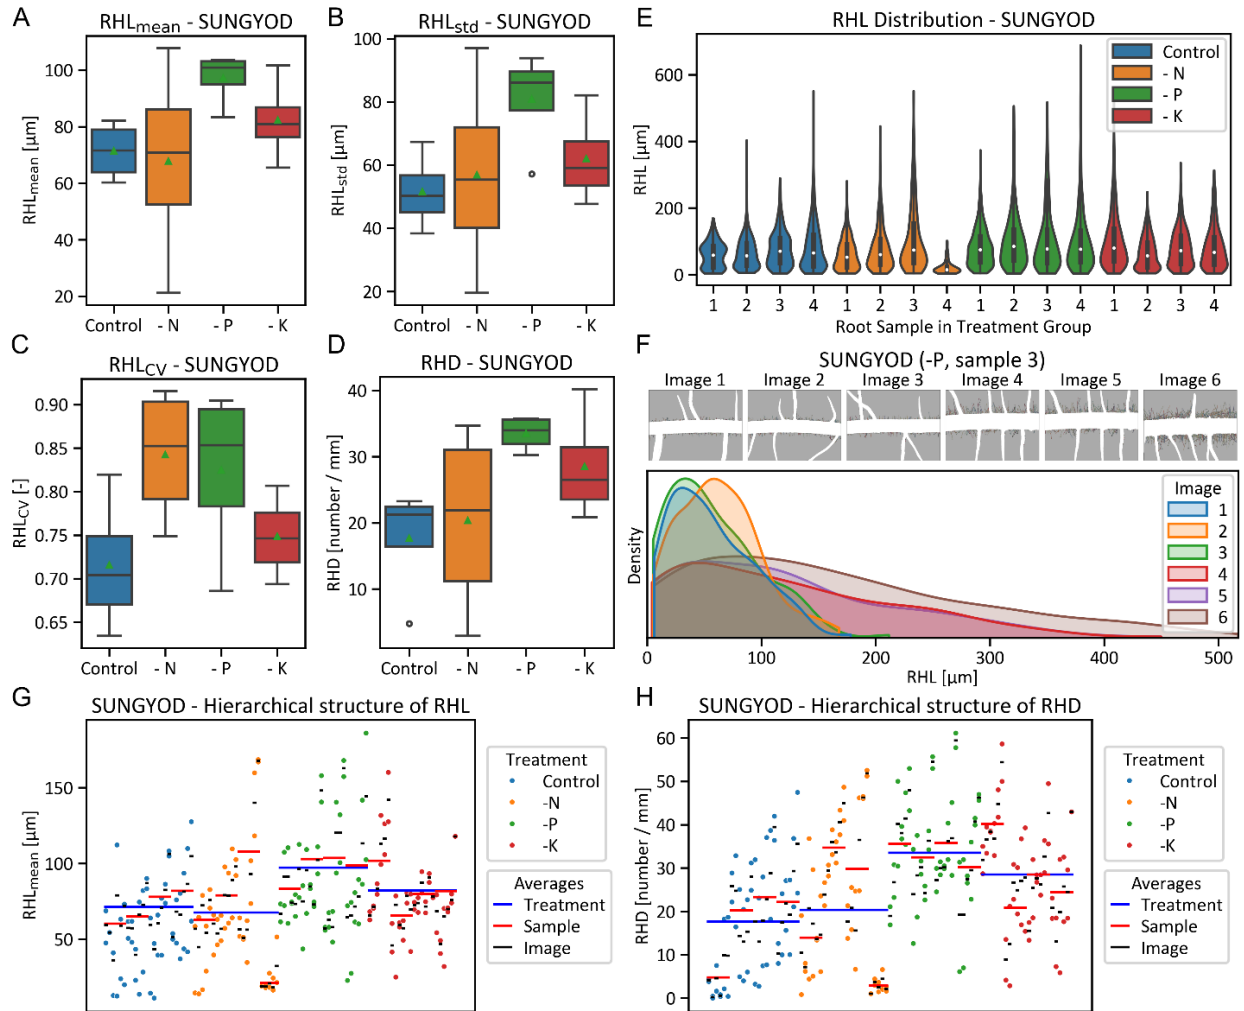 A
RHLmean - SUNGYOD
RHLmean [µm]
100
80
60
40
20
Control
- N
- P
- K
B
RHLstd - SUNGYOD
RHLstd [µm]
100
80
60
40
20
Control
- N
- P
- K
E
RHL Distribution - SUNGYOD
RHL [µm]
600
400
200
0
Control
- N
- P
- K
1 2 3 4 1 2 3 4 1 2 3 4 1 2 3 4
Root Sample in Treatment Group
C
RHLCV - SUNGYOD
RHLCV [-]
0.90
0.85
0.80
0.75
0.70
0.65
Control
- N
- P
- K
D
RHD - SUNGYOD
RHD [number / mm]
40
30
20
10
Control
- N
- P
- K
F
SUNGYOD (-P, sample 3)
Image 1 Image 2 Image 3 Image 4 Image 5 Image 6
Density
Image
1
2
3
4
5
6
0 100 200 300 400 500
RHL [µm]
G
SUNGYOD - Hierarchical structure of RHL
RHLmean [µm]
150
100
50
Treatment
Control
-N
-P
-K
Averages
Treatment
Sample
Image
H
SUNGYOD - Hierarchical structure of RHD
RHD [number / mm]
60
50
40
30
20
10
0
Treatment
Control
-N
-P
-K
Averages
Treatment
Sample
Image